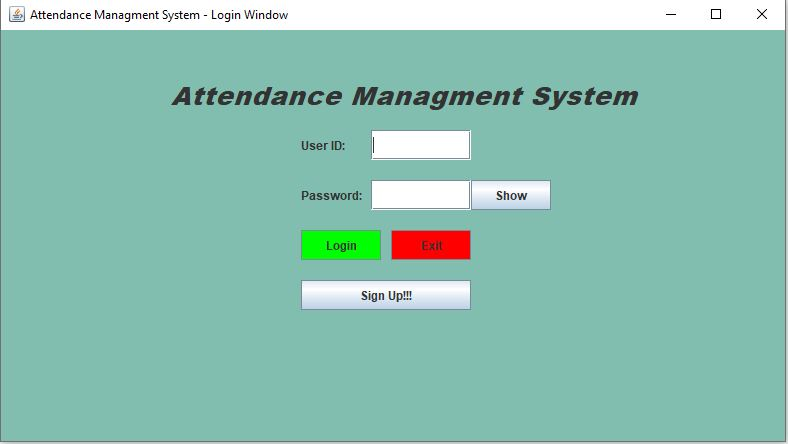 Attendance Managment System - Login Window
Attendance Managment System
User ID:
Password:
Show
Login
Exit
Sign Up!!!